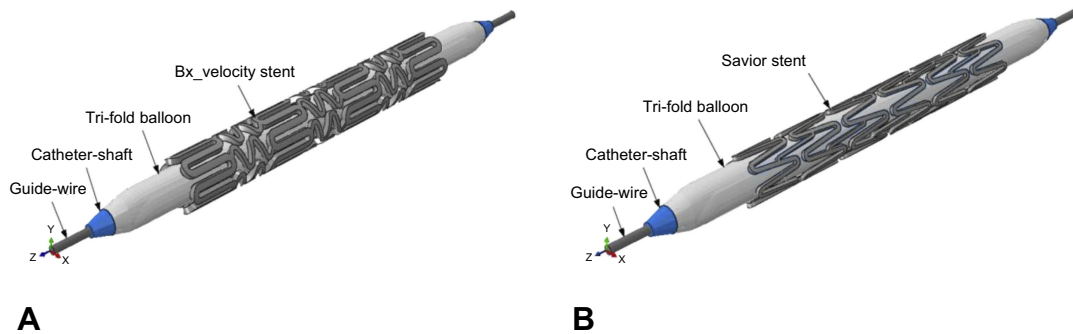 Bx_velocity stent
Tri-fold balloon
Catheter-shaft
Guide-wire
Y
Z
X
A
Savior stent
Tri-fold balloon
Catheter-shaft
Guide-wire
Y
Z
X
B